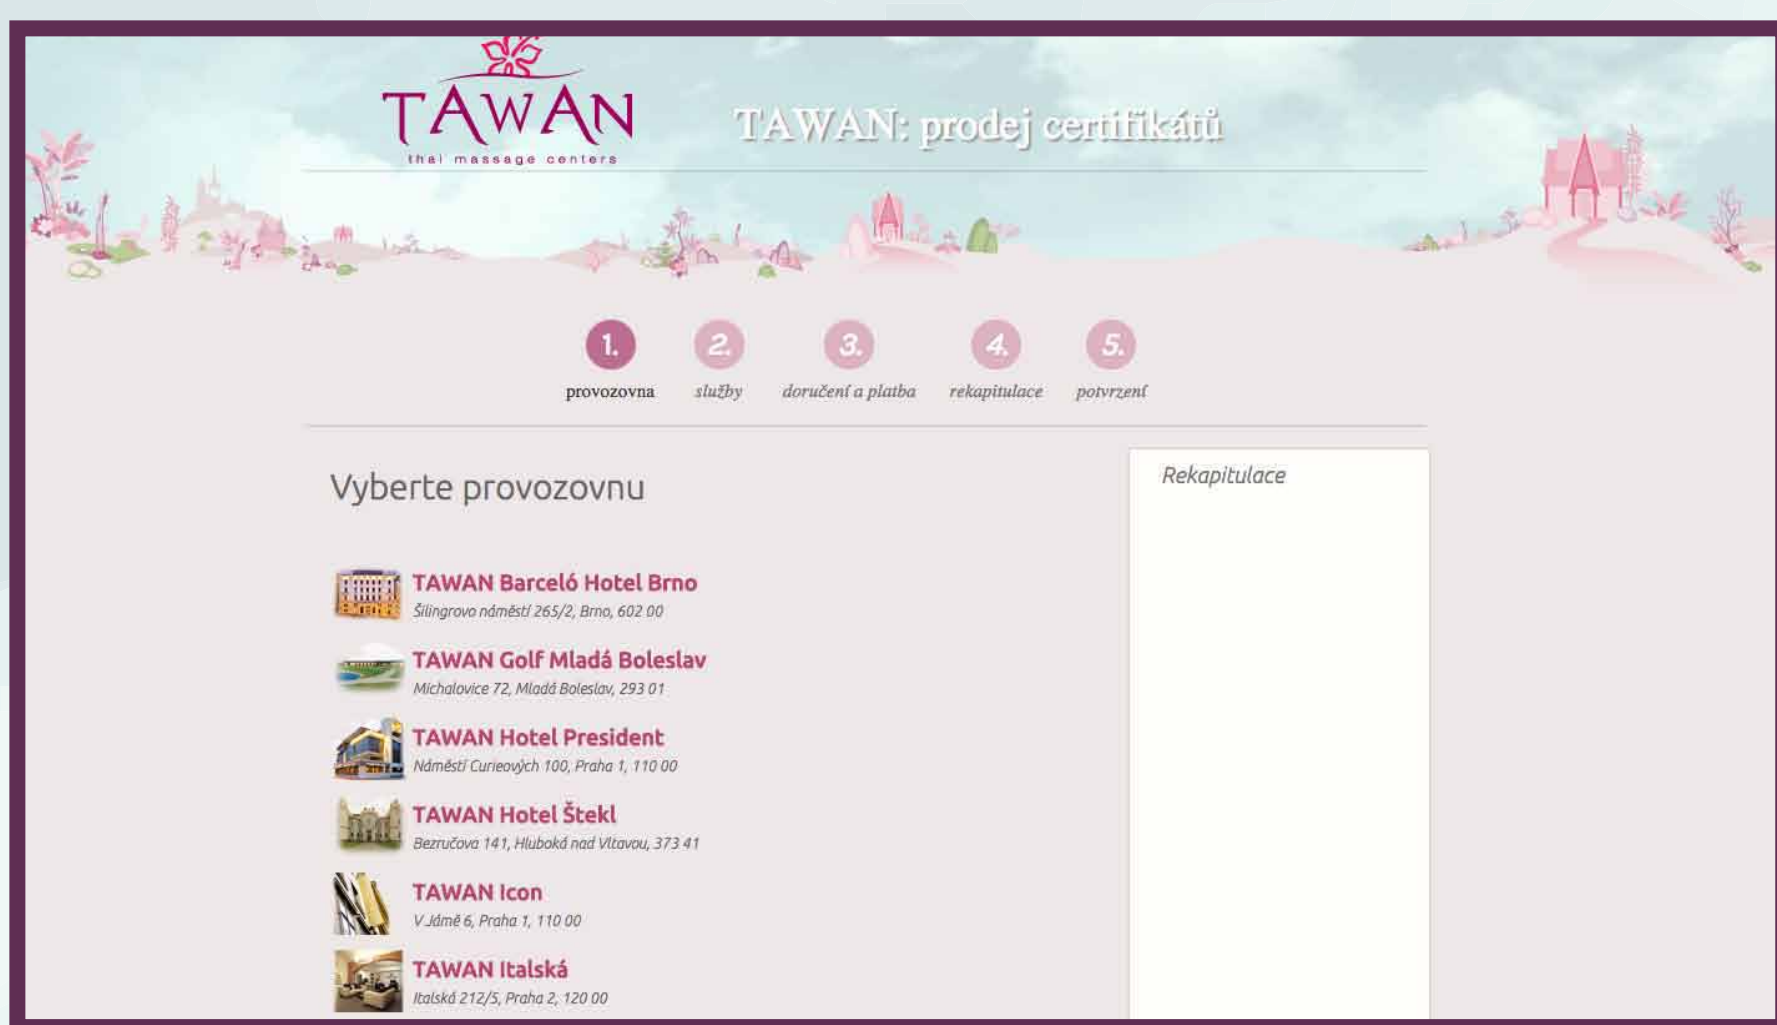 TAWAN
thai massage centers
TAWAN: prodej certifikátů
1.
2.
3.
4.
5.
provozovna
služby
doručení a platba
rekapitulace
potvrzení
Vyberte provozovnu
Rekapitulace
TAWAN Barceló Hotel Brno
Šilingrovo náměstí 265/2, Brno, 602 00
TAWAN Golf Mladá Boleslav
Michalovice 72, Mladá Boleslav, 293 01
TAWAN Hotel President
Náměstí Curieových 100, Praha 1, 110 00
TAWAN Hotel Štekl
Bezručova 141, Hluboká nad Vltavou, 373 41
TAWAN Icon
V Jámě 6, Praha 1, 110 00
TAWAN Italská
Italská 212/5, Praha 2, 120 00